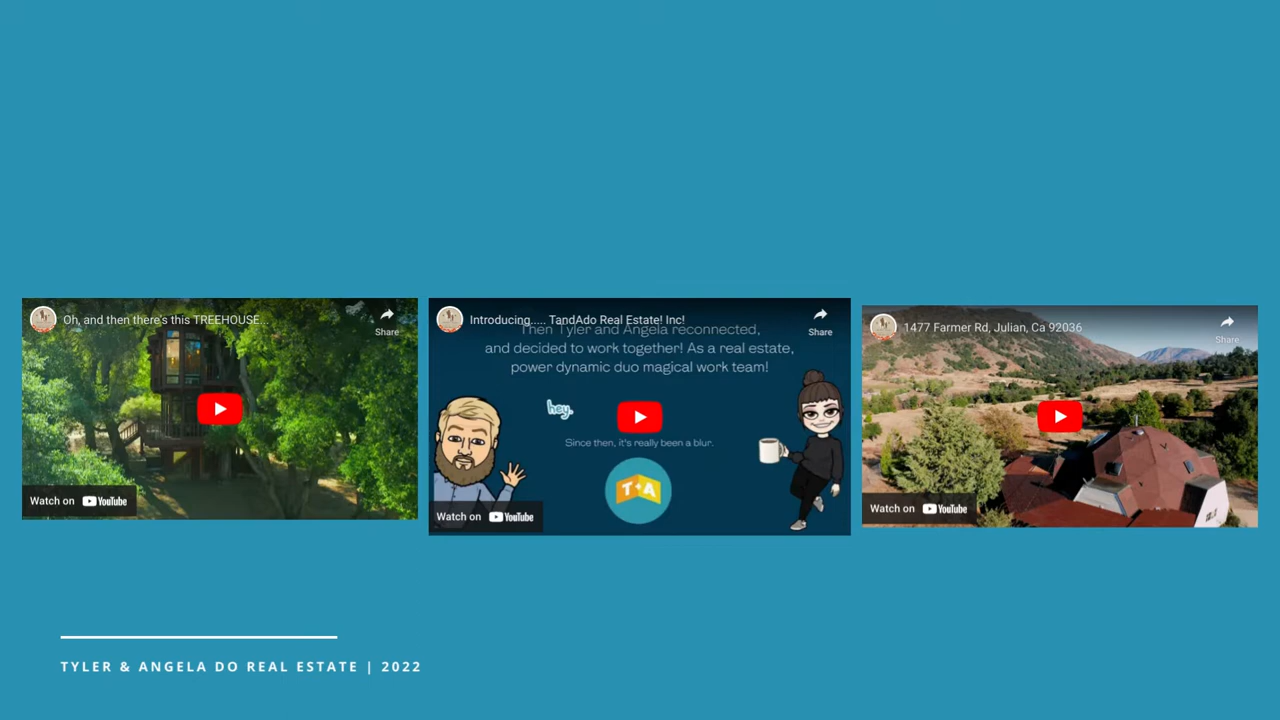 Oh, and then there's this TREEHOUSE...
Share
Watch on YouTube
Introducing..... TandAdo Real Estate! Inc!
Share
Then Tyler and Angela reconnected,
and decided to work together! As a real estate,
power dynamic duo magical work team!
hey.
Since then, it's really been a blur.
T+A
Watch on YouTube
1477 Farmer Rd, Julian, Ca 92036
Share
Watch on YouTube
TYLER & ANGELA DO REAL ESTATE | 2022